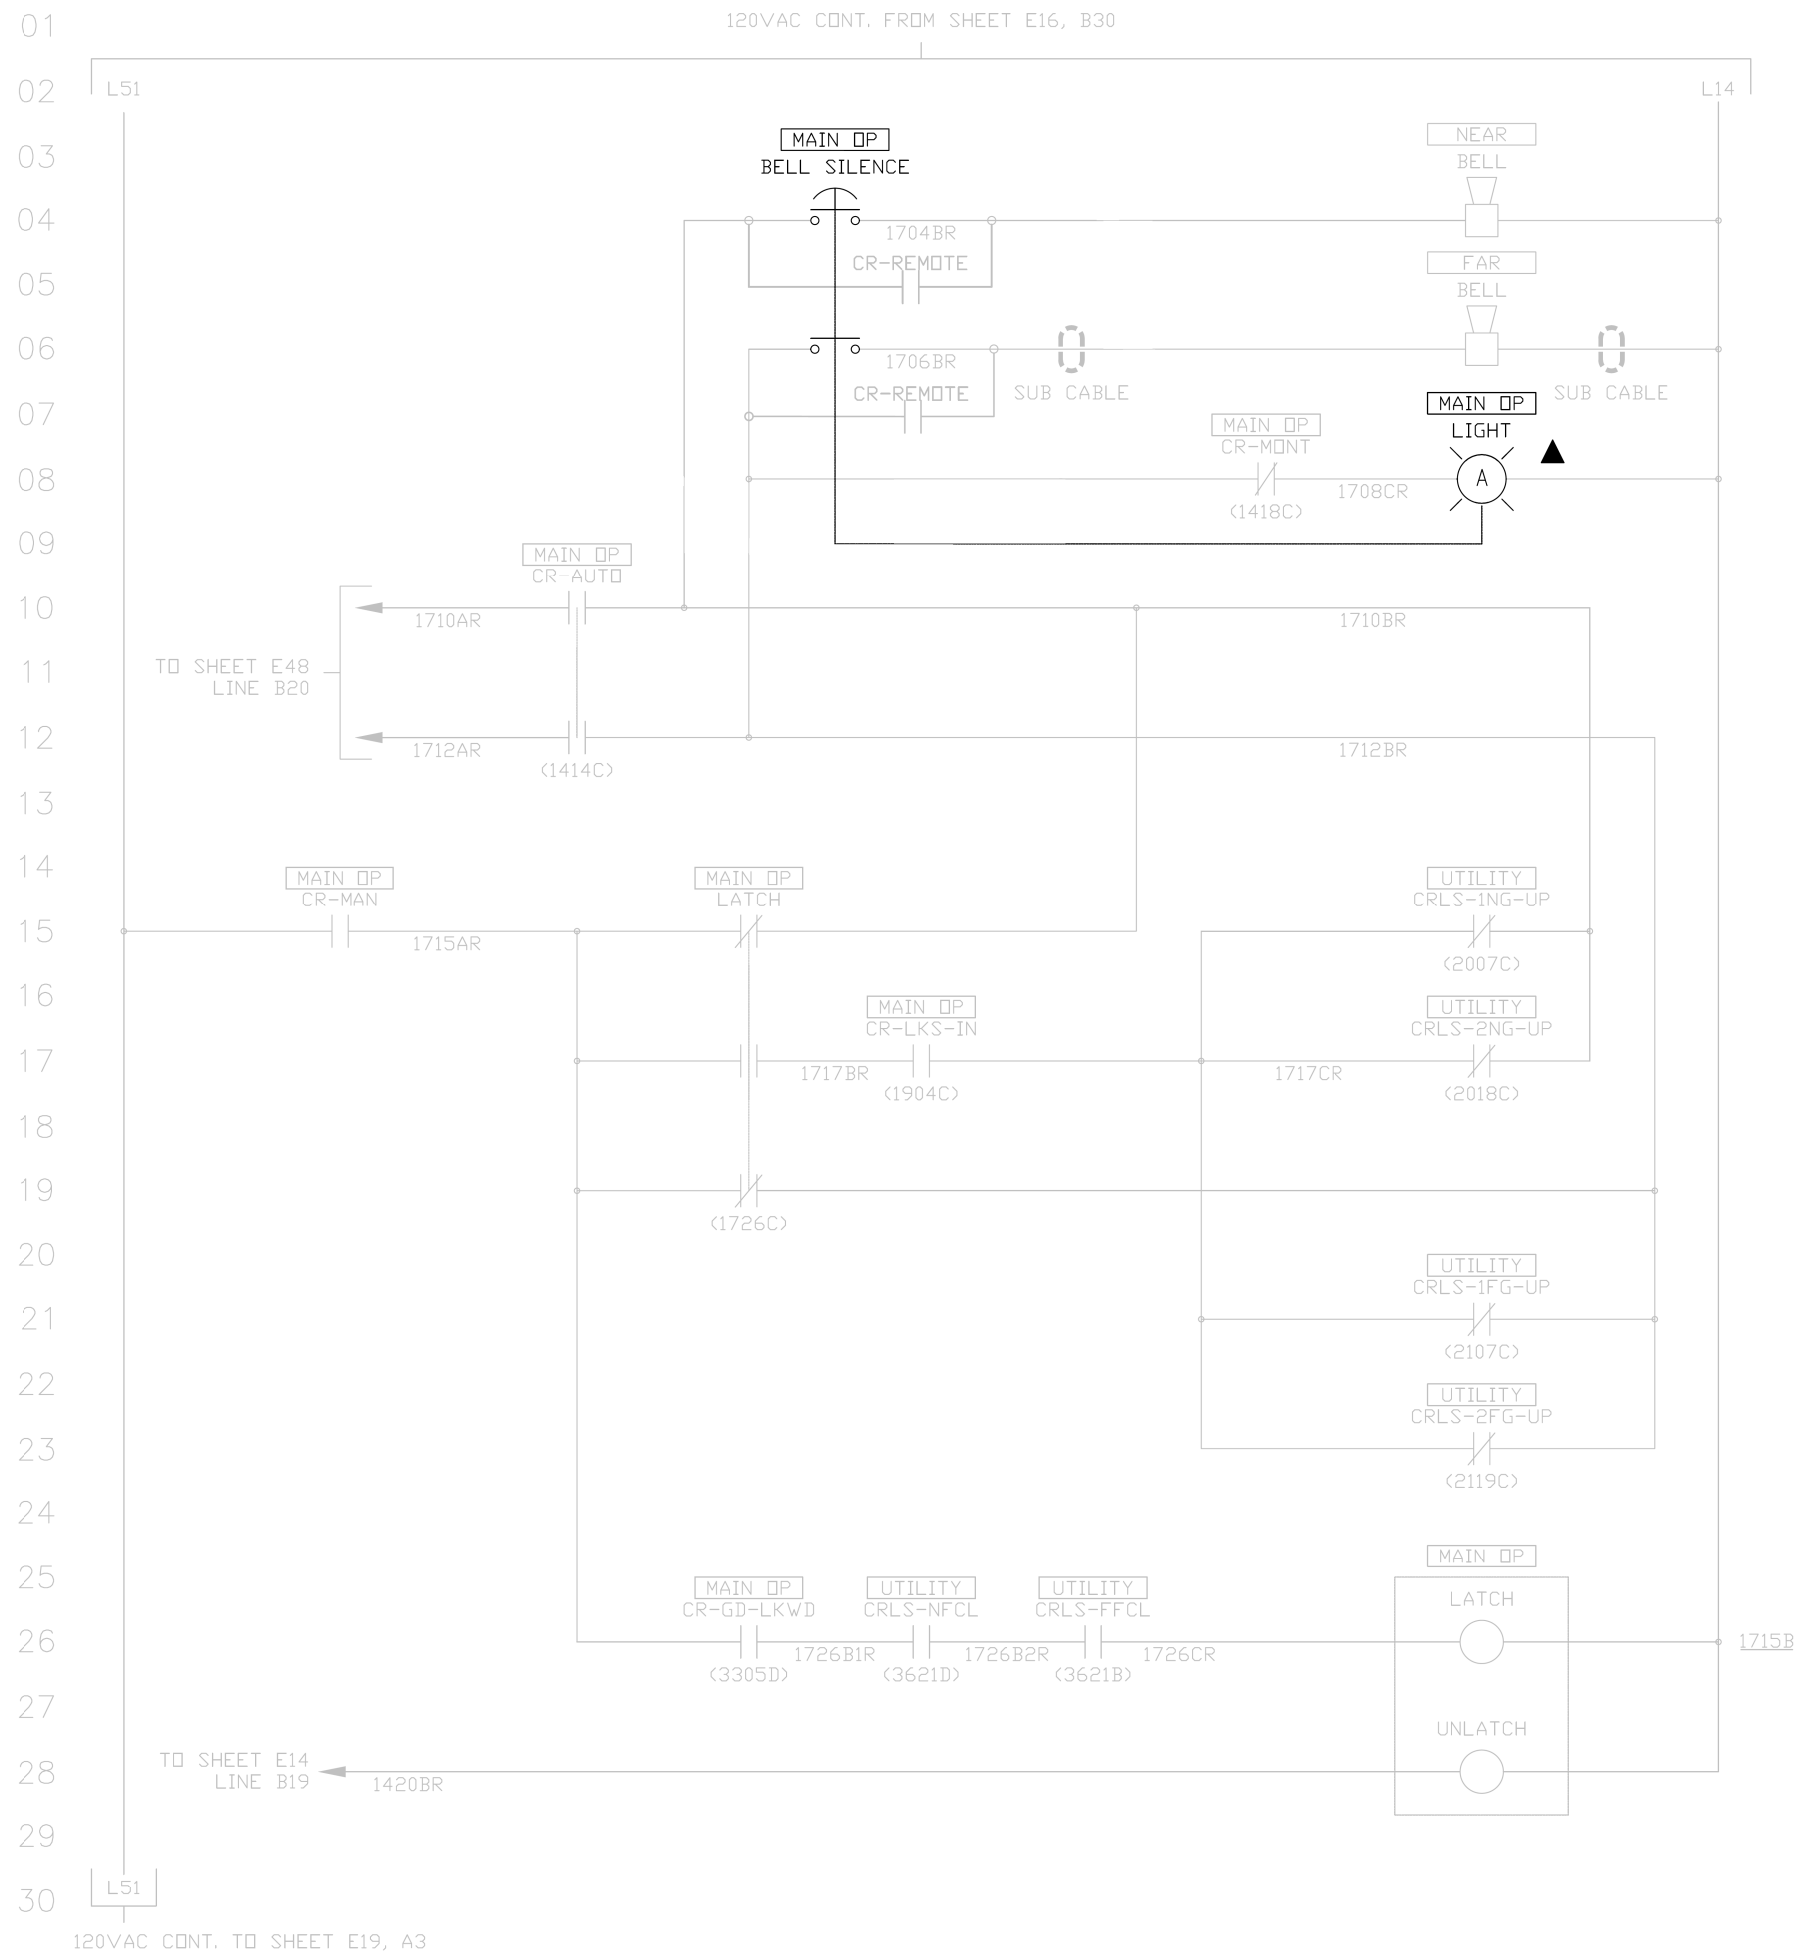 01
120VAC CONT. FROM SHEET E16, B30
02
L51
L14
MAIN OP
NEAR
03
BELL SILENCE
BELL
04
1704BR
CR-REMOTE
FAR
05
BELL
06
1706BR
CR-REMOTE
SUB CABLE
SUB CABLE
07
MAIN OP
MAIN OP
LIGHT
CR-MONT
08
A
1708CR
(1418C)
09
MAIN OP
CR-AUTO
10
1710AR
1710BR
11
TO SHEET E48
LINE B20
12
1712AR
1712BR
(1414C)
13
14
MAIN OP
MAIN OP
UTILITY
CR-MAN
LATCH
CRLS-1NG-UP
15
1715AR
(2007C)
16
MAIN OP
UTILITY
CR-LKS-IN
CRLS-2NG-UP
17
1717BR
1717CR
(1904C)
(2018C)
18
19
(1726C)
20
UTILITY
CRLS-1FG-UP
21
(2107C)
22
UTILITY
CRLS-2FG-UP
23
(2119C)
24
MAIN OP
25
MAIN OP
UTILITY
UTILITY
LATCH
CR-GD-LKWD
CRLS-NFCL
CRLS-FFCL
26
1726B1R
1726B2R
1726CR
1715B
(3305D)
(3621D)
(3621B)
27
UNLATCH
28
TO SHEET E14
LINE B19
1420BR
29
30
L51
120VAC CONT. TO SHEET E19, A3